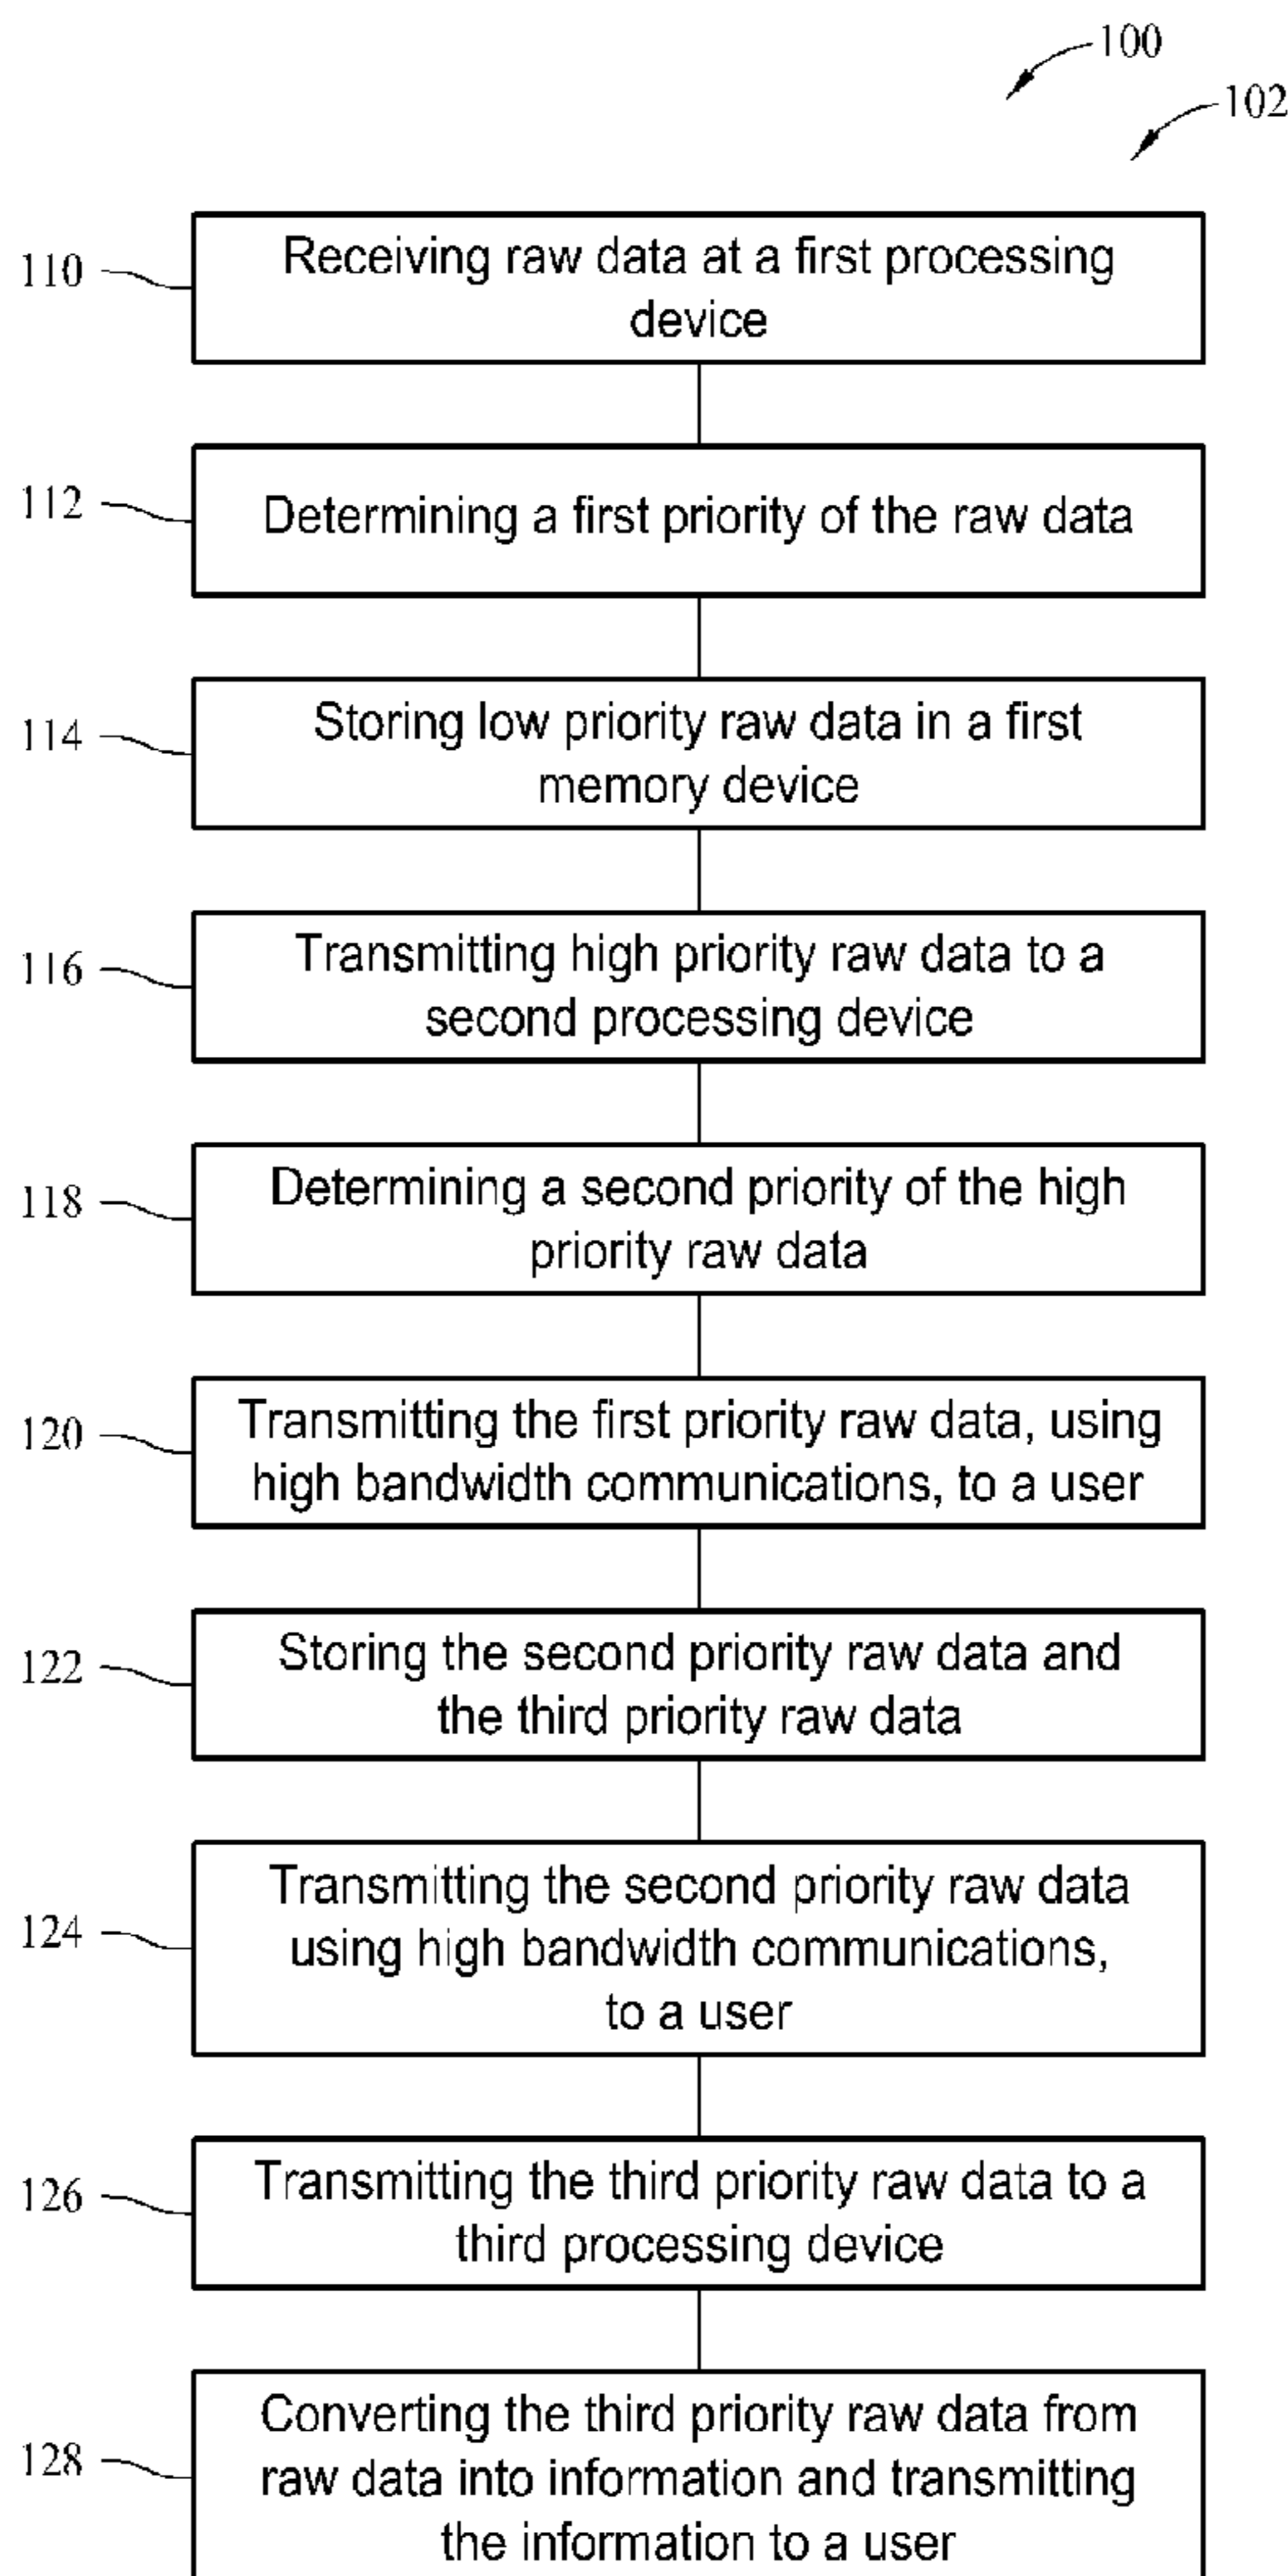 100
102
110
Receiving raw data at a first processing
device
112
Determining a first priority of the raw data
114
Storing low priority raw data in a first
memory device
116
Transmitting high priority raw data to a
second processing device
118
Determining a second priority of the high
priority raw data
120
Transmitting the first priority raw data, using
high bandwidth communications, to a user
122
Storing the second priority raw data and
the third priority raw data
124
Transmitting the second priority raw data
using high bandwidth communications,
to a user
126
Transmitting the third priority raw data to a
third processing device
128
Converting the third priority raw data from
raw data into information and transmitting
the information to a user